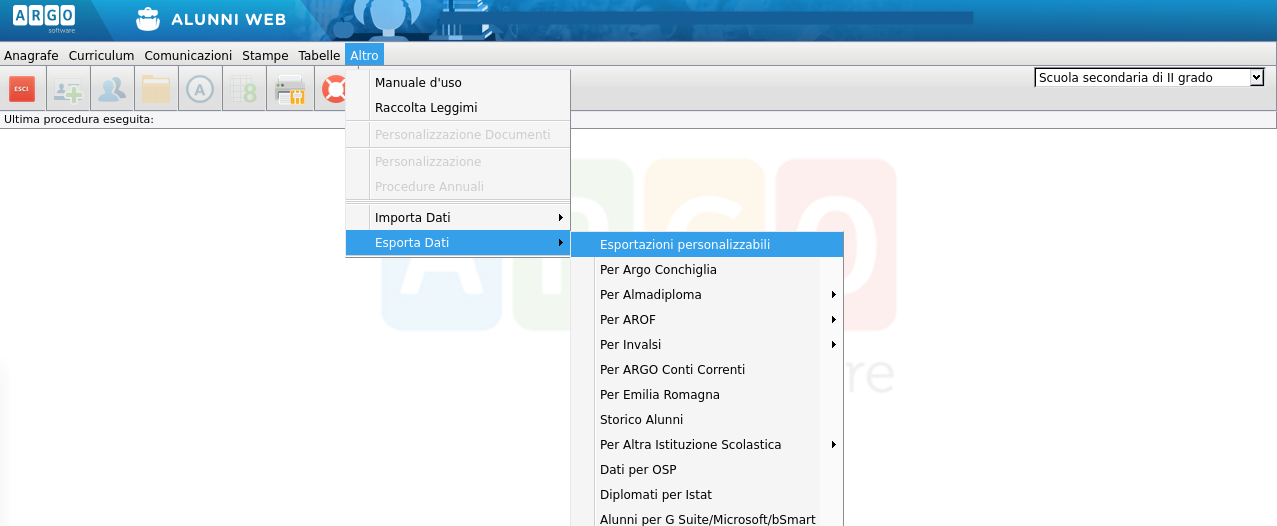 ARGO
software
ALUNNI WEB
Anagrafe Curriculum Comunicazioni Stampe Tabelle Altro
ESCI
A
8
Scuola secondaria di II grado
Ultima procedura eseguita:
Manuale d'uso
Raccolta Leggimi
Personalizzazione Documenti
Personalizzazione
Procedure Annuali
Importa Dati
Esporta Dati
Esportazioni personalizzabili
Per Argo Conchiglia
Per Almadiploma
Per AROF
Per Invalsi
Per ARGO Conti Correnti
Per Emilia Romagna
Storico Alunni
Per Altra Istituzione Scolastica
Dati per OSP
Diplomati per Istat
Alunni per G Suite/Microsoft/bSmart